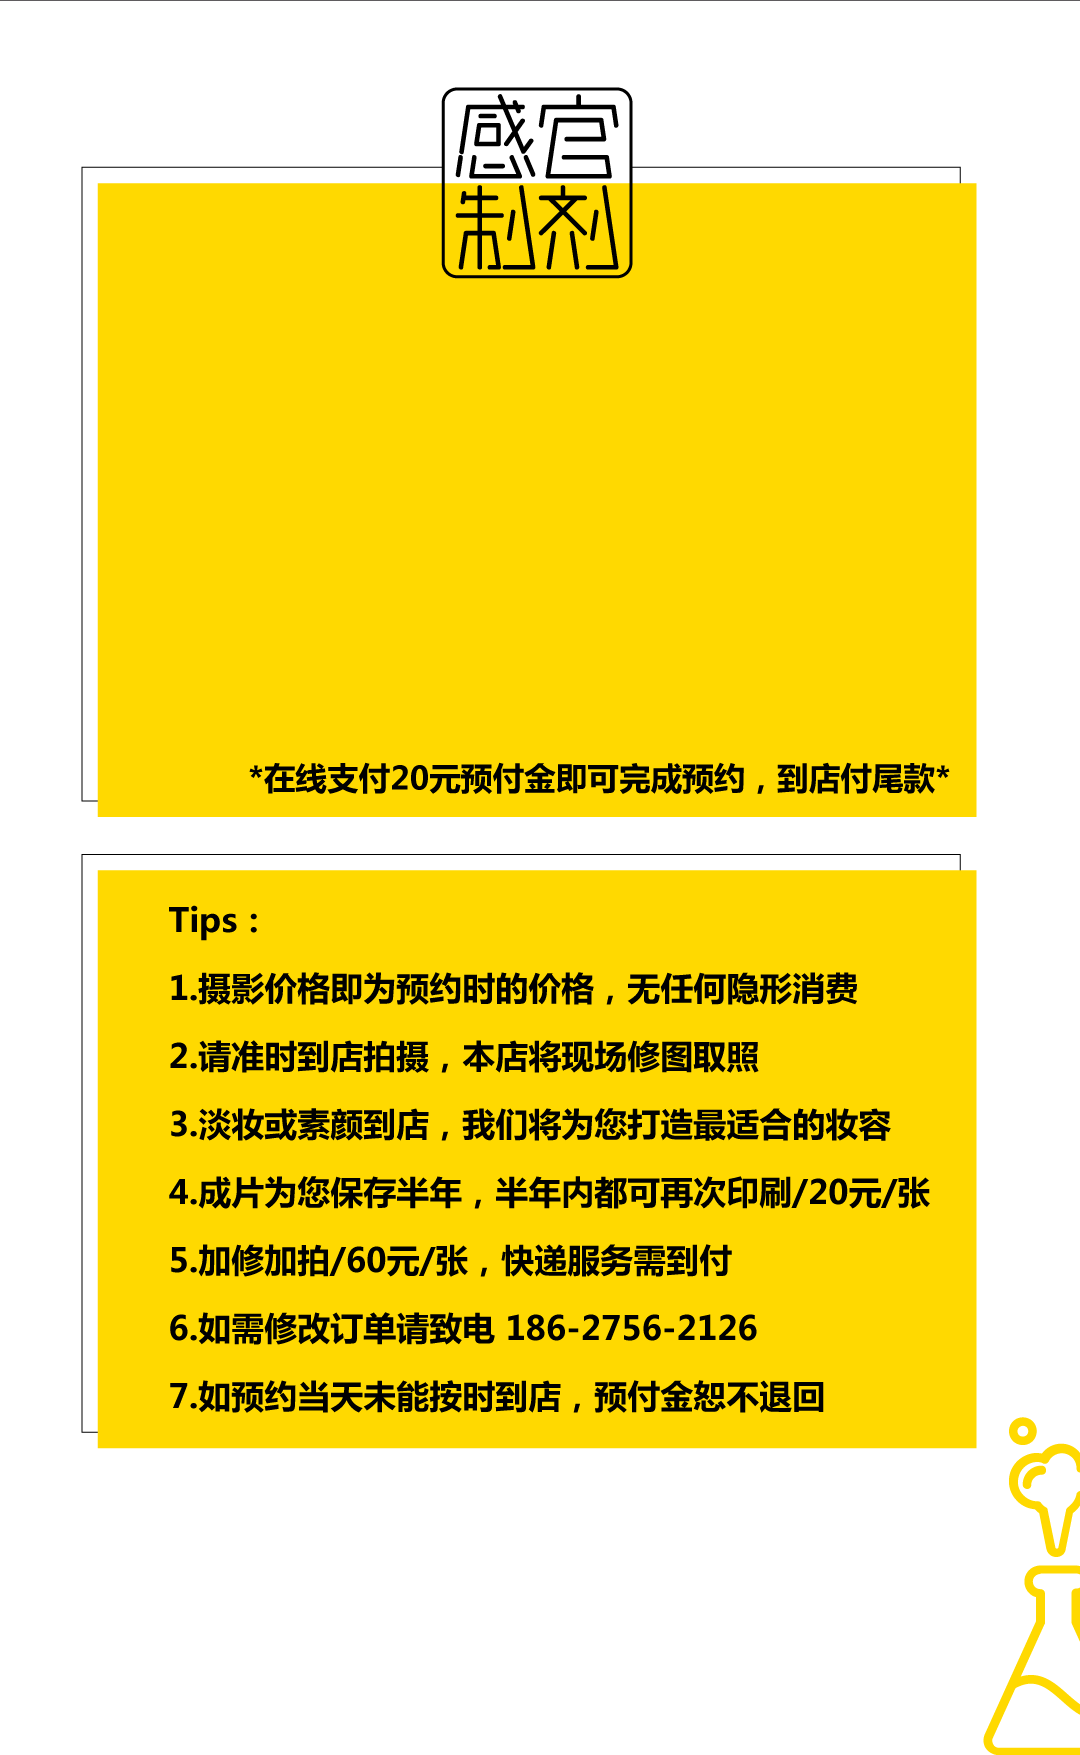 感官
制剂
*在线支付20元预付金即可完成预约，到店付尾款*
Tips：
1.摄影价格即为预约时的价格，无任何隐形消费
2.请准时到店拍摄，本店将现场修图取照
3.淡妆或素颜到店，我们将为您打造最适合的妆容
4.成片为您保存半年，半年内都可再次印刷/20元/张
5.加修加拍/60元/张，快递服务需到付
6.如需修改订单请致电 186-2756-2126
7.如预约当天未能按时到店，预付金恕不退回